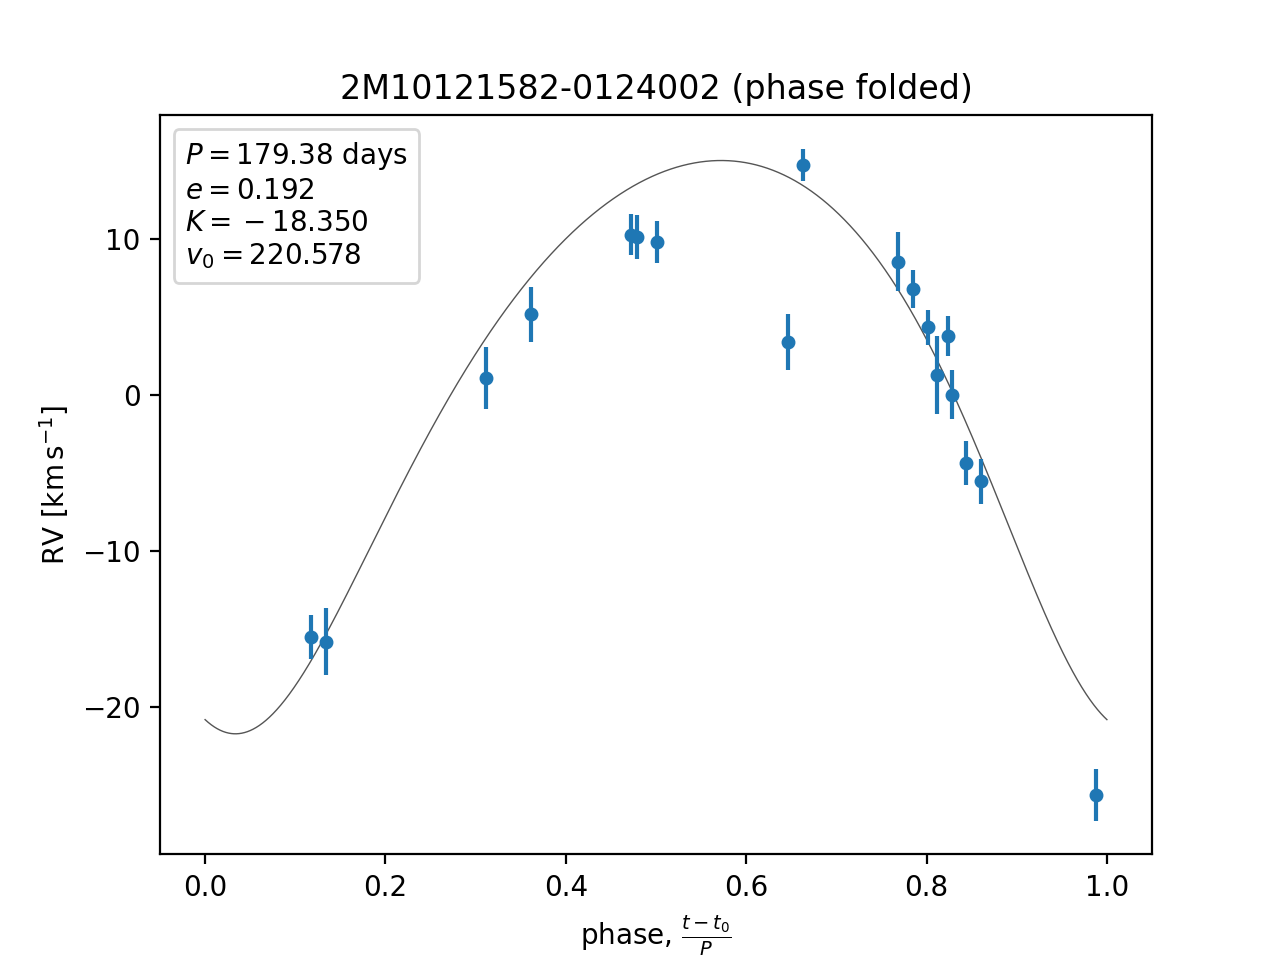 2M10121582-0124002 (phase folded)
P = 179.38 days
e = 0.192
K = −18.350
v₀ = 220.578
10
0
−10
−20
RV [km s⁻¹]
0.0 0.2 0.4 0.6 0.8 1.0
phase, (t − t₀)/P